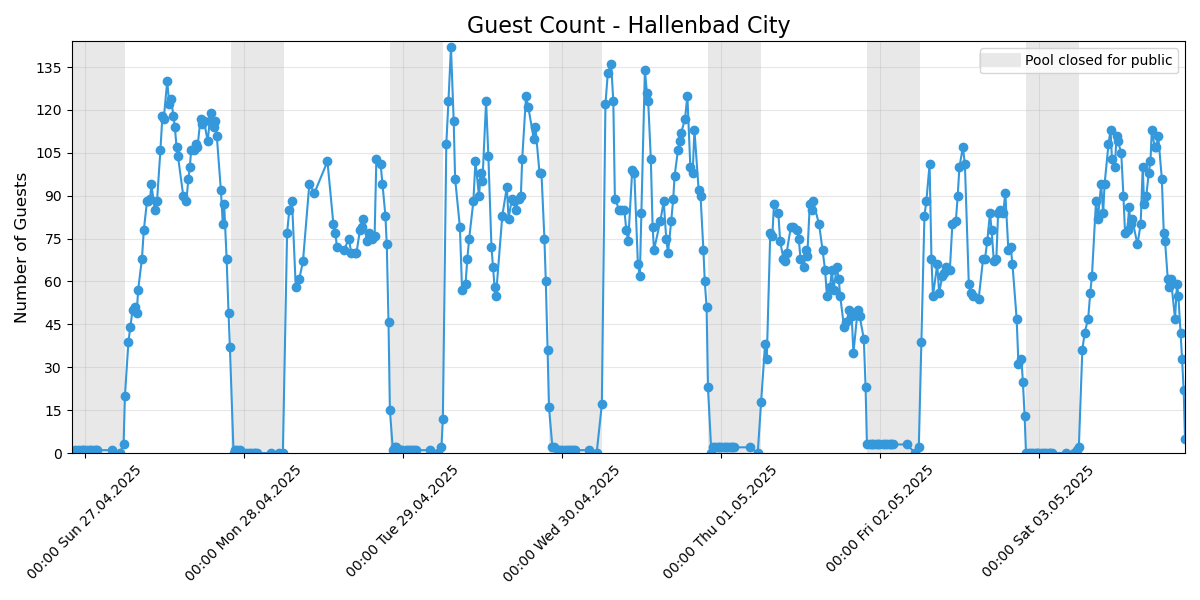 Guest Count - Hallenbad City
Pool closed for public
Number of Guests
135
120
105
90
75
60
45
30
15
0
00:00 Sun 27.04.2025
00:00 Mon 28.04.2025
00:00 Tue 29.04.2025
00:00 Wed 30.04.2025
00:00 Thu 01.05.2025
00:00 Fri 02.05.2025
00:00 Sat 03.05.2025